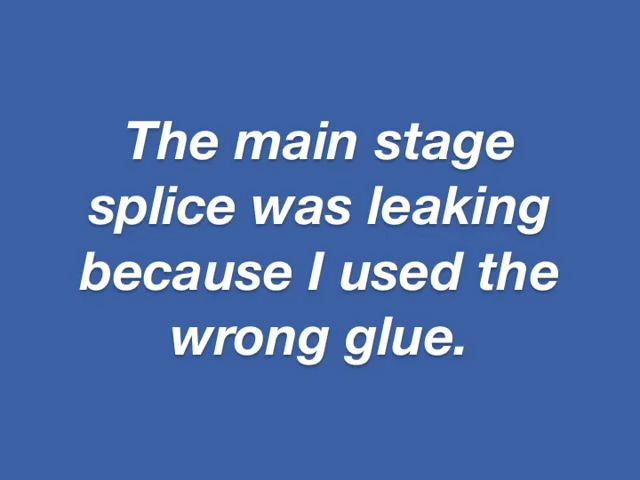 The main stage
splice was leaking
because I used the
wrong glue.